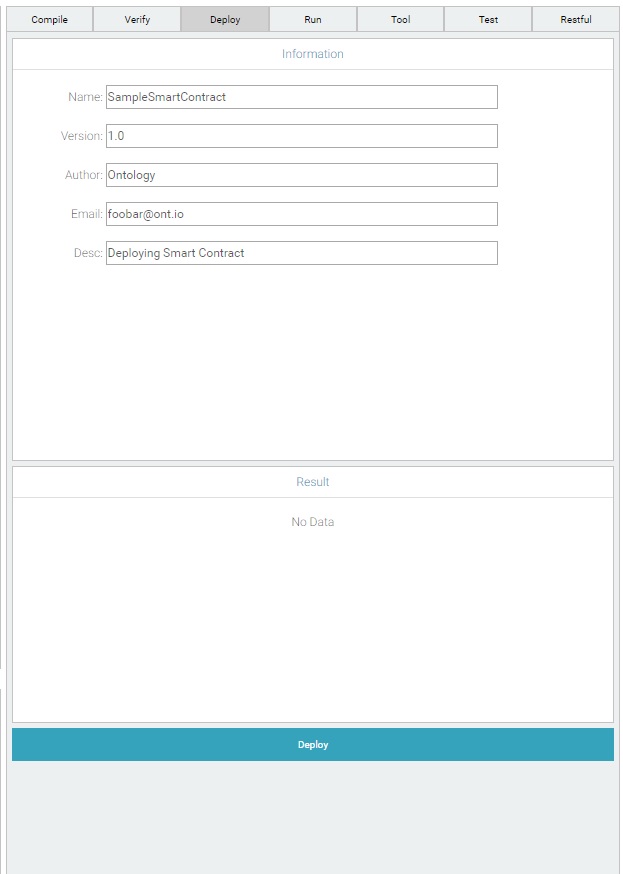 Compile Verify Deploy Run Tool Test Restful
Information
Name: SampleSmartContract
Version: 1.0
Author: Ontology
Email: foobar@ont.io
Desc: Deploying Smart Contract
Result
No Data
Deploy